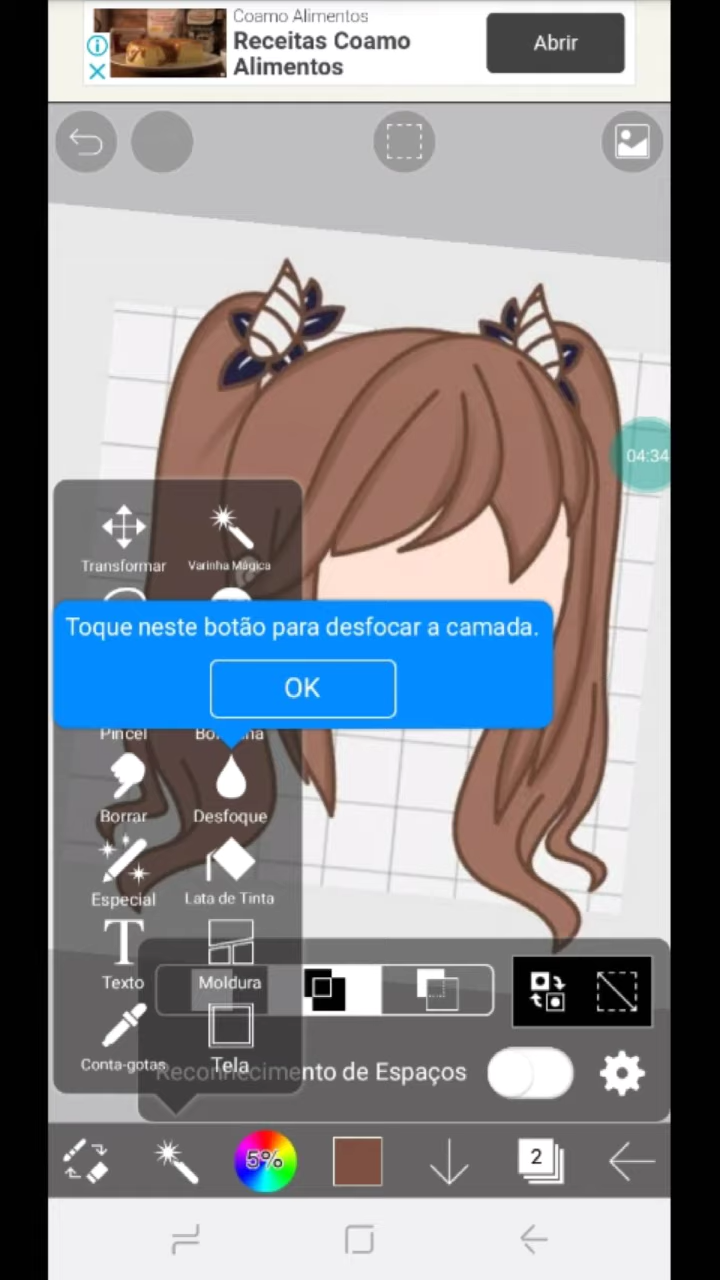 Coamo Alimentos
Receitas Coamo
Alimentos
Abrir
04:34
Transformar
Varinha Mágica
Toque neste botão para desfocar a camada.
OK
Pincel
Borrar
Desfoque
Especial
Lata de Tinta
Texto
Moldura
Conta-gotas
Tela
Reconhecimento de Espaços
5%
2